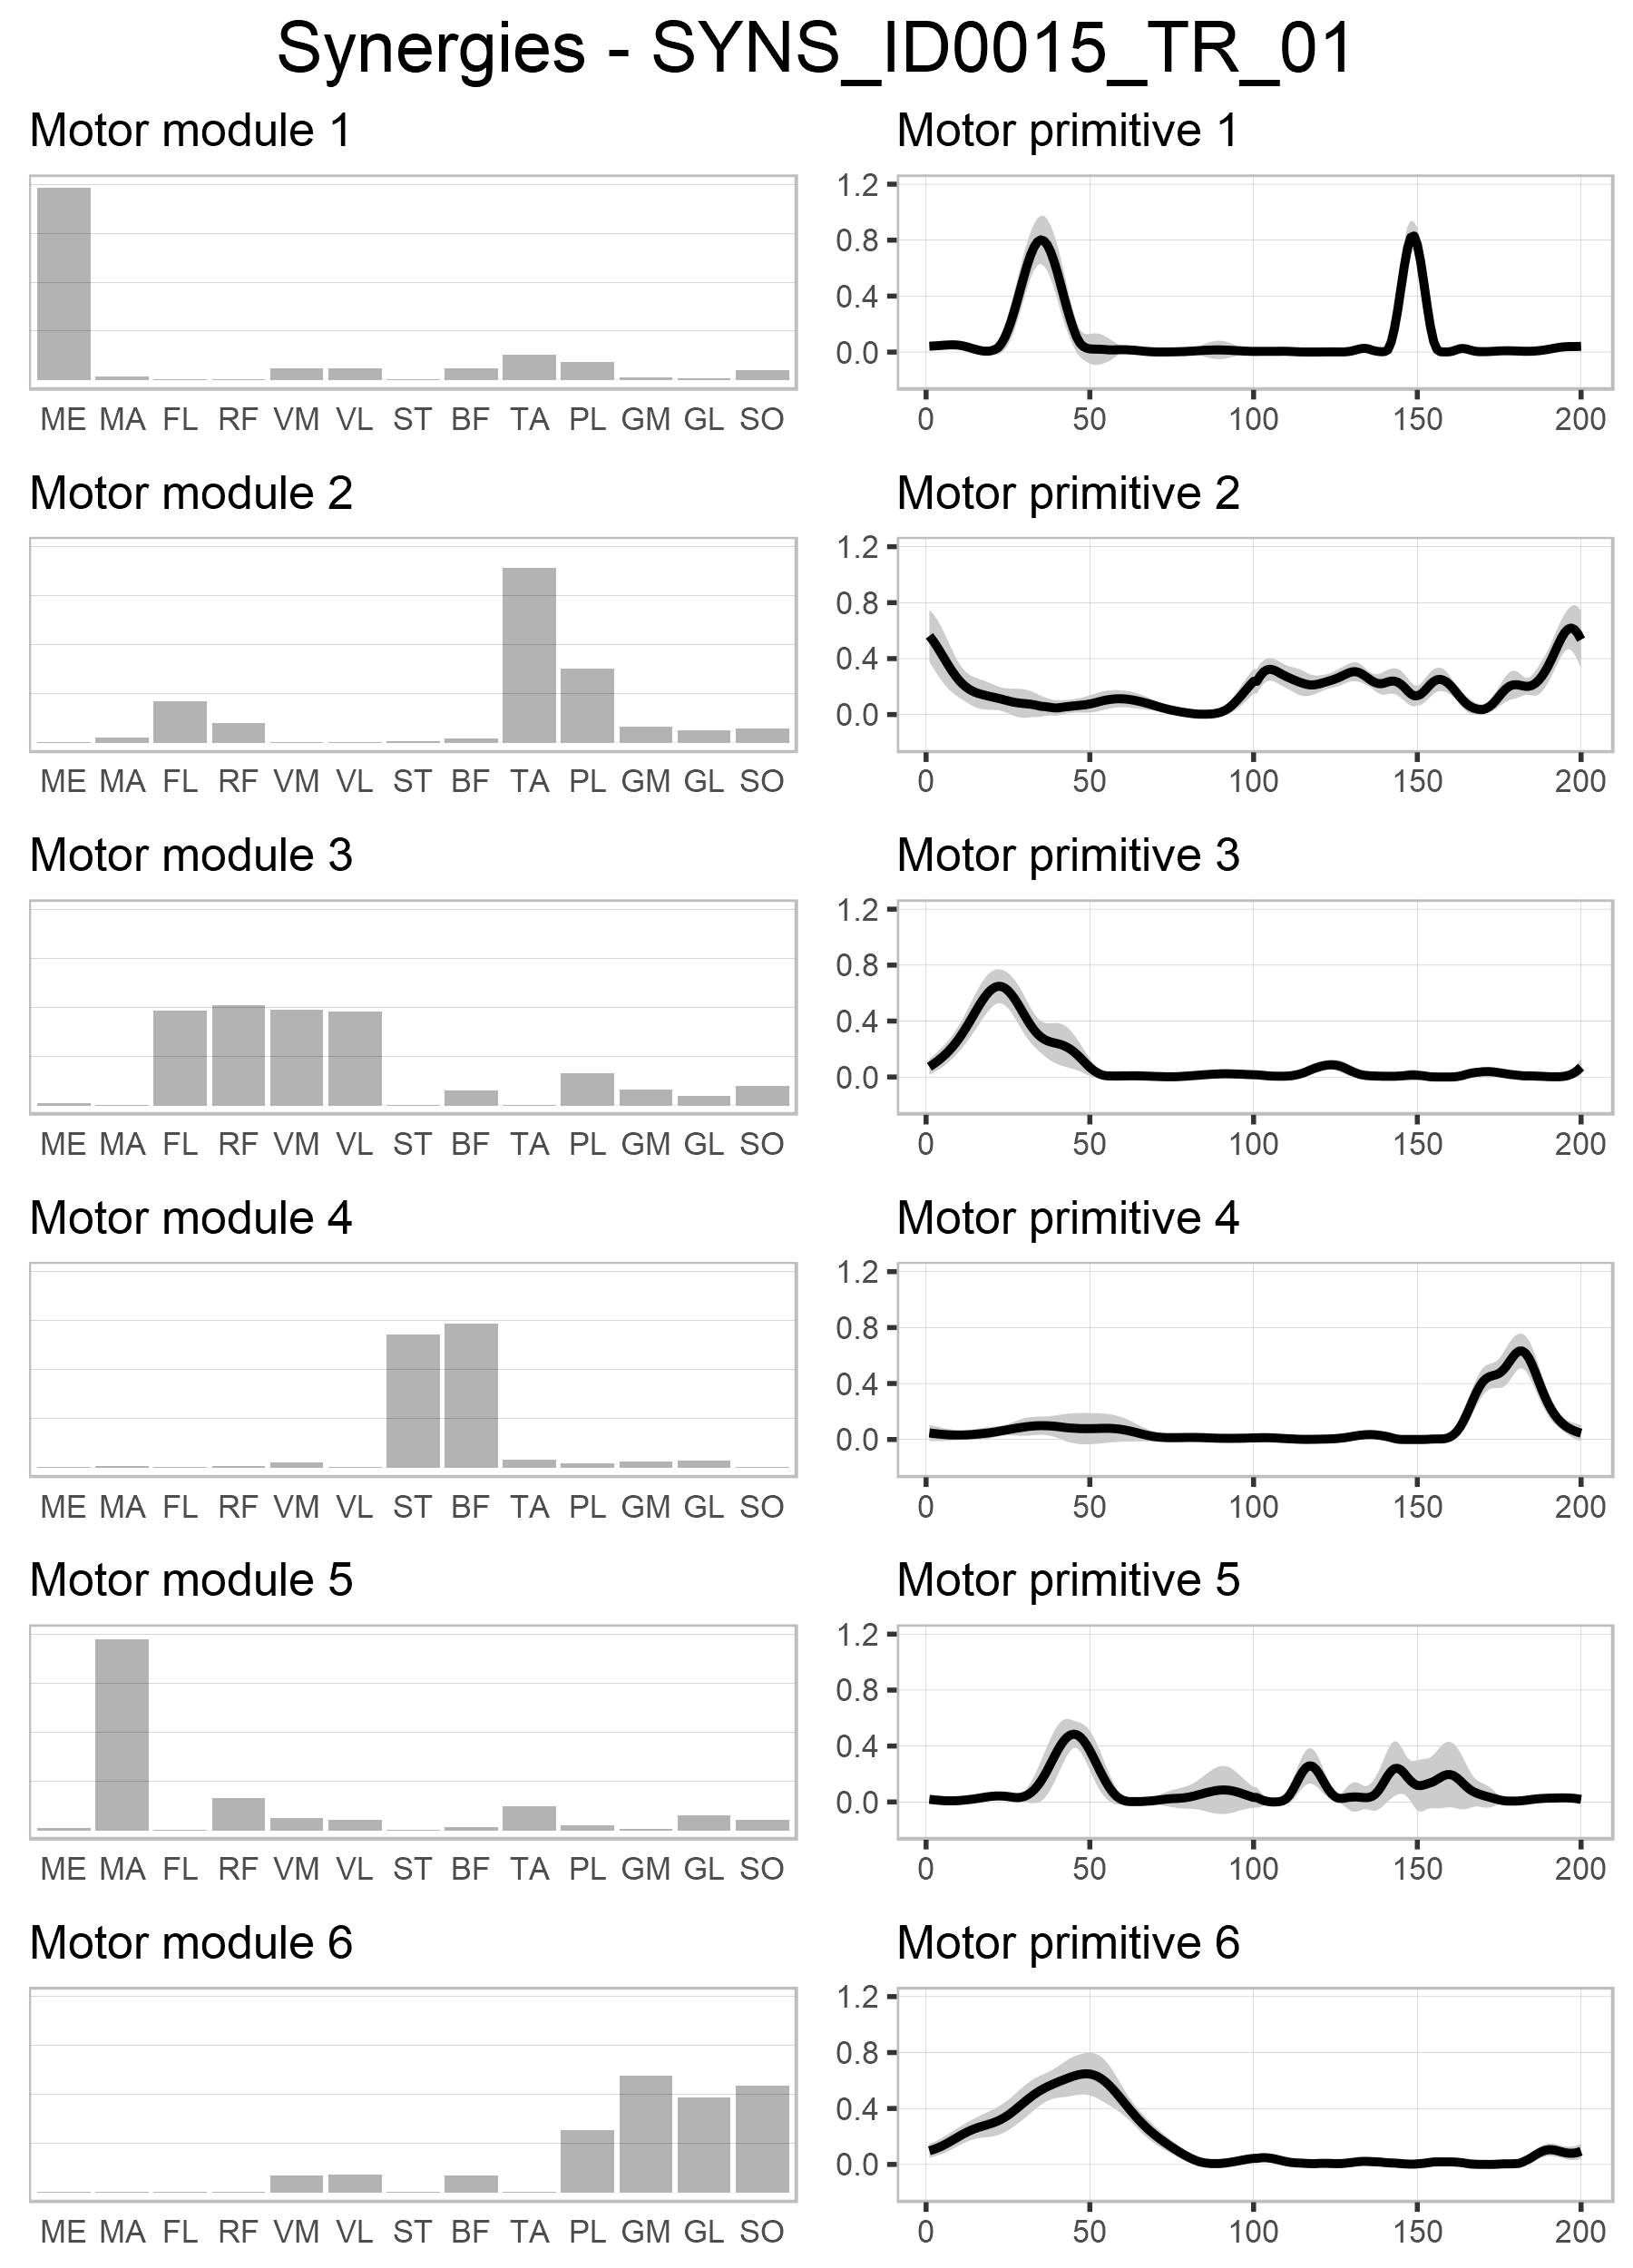 Synergies - SYNS_ID0015_TR_01
Motor module 1
Motor primitive 1
1.2
0.8
0.4
0.0
ME MA FL RF VM VL ST BF TA PL GM GL SO
0 50 100 150 200
Motor module 2
Motor primitive 2
1.2
0.8
0.4
0.0
ME MA FL RF VM VL ST BF TA PL GM GL SO
0 50 100 150 200
Motor module 3
Motor primitive 3
1.2
0.8
0.4
0.0
ME MA FL RF VM VL ST BF TA PL GM GL SO
0 50 100 150 200
Motor module 4
Motor primitive 4
1.2
0.8
0.4
0.0
ME MA FL RF VM VL ST BF TA PL GM GL SO
0 50 100 150 200
Motor module 5
Motor primitive 5
1.2
0.8
0.4
0.0
ME MA FL RF VM VL ST BF TA PL GM GL SO
0 50 100 150 200
Motor module 6
Motor primitive 6
1.2
0.8
0.4
0.0
ME MA FL RF VM VL ST BF TA PL GM GL SO
0 50 100 150 200